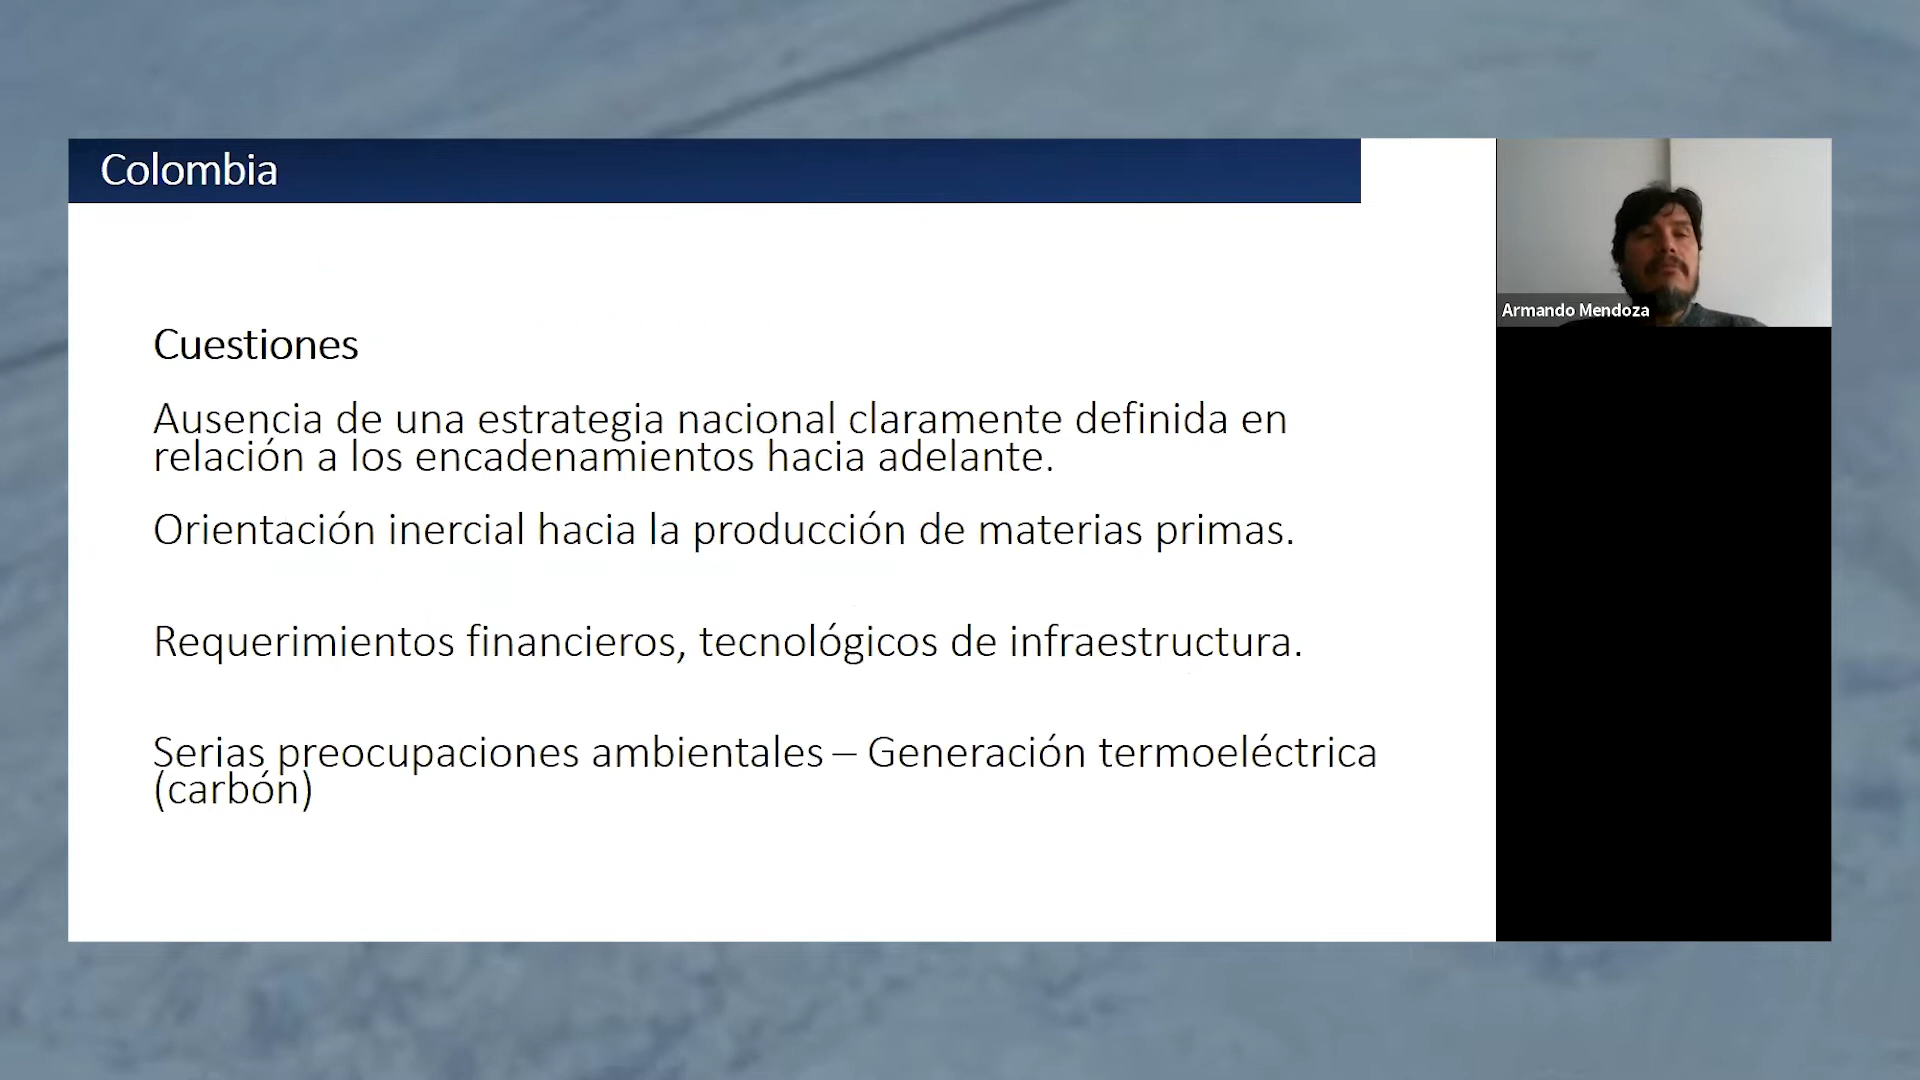 Colombia
Cuestiones
Ausencia de una estrategia nacional claramente definida en
relación a los encadenamientos hacia adelante.
Orientación inercial hacia la producción de materias primas.
Requerimientos financieros, tecnológicos de infraestructura.
Serias preocupaciones ambientales – Generación termoeléctrica
(carbón)
Armando Mendoza